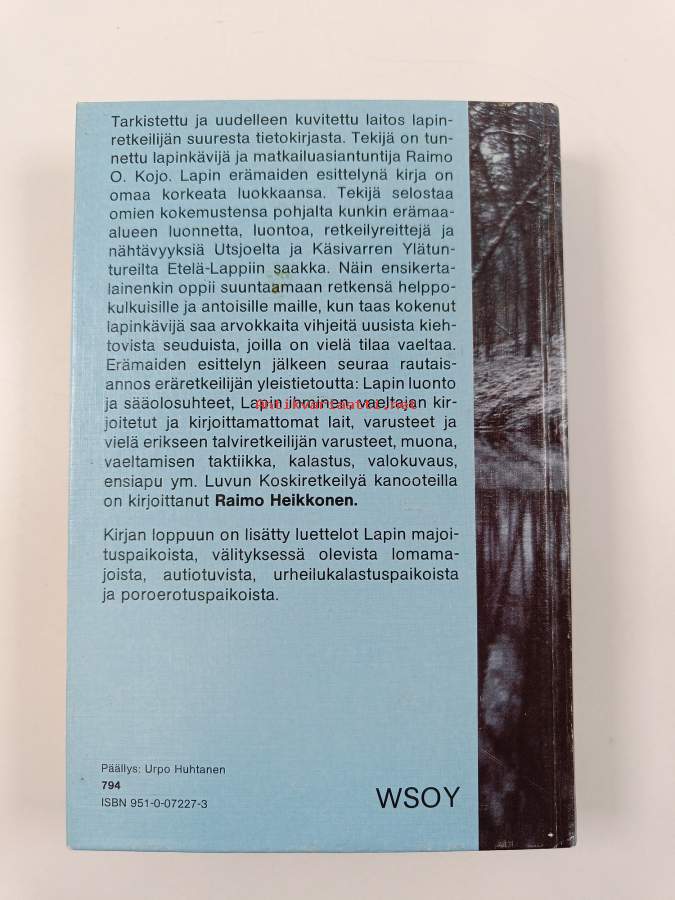 Tarkistettu ja uudelleen kuvitettu laitos lapin-
retkeilijän suuresta tietokirjasta. Tekijä on tun-
nettu lapinkävijä ja matkailuasiantuntija Raimo
O. Kojo. Lapin erämaiden esittelynä kirja on
omaa korkeata luokkaansa. Tekijä selostaa
omien kokemustensa pohjalta kunkin erämaa-
alueen luonnetta, luontoa, retkeilyreittejä ja
nähtävyyksiä Utsjoelta ja Käsivarren Ylätun-
tureilta Etelä-Lappiin saakka. Näin ensikerta-
lainenkin oppii suuntaamaan retkensä helppo-
kulkuisille ja antoisille maille, kun taas kokenut
lapinkävijä saa arvokkaita vihjeitä uusista kieh-
tovista seuduista, joilla on vielä tilaa vaeltaa.
Erämaiden esittelyn jälkeen seuraa rautais-
annos eräretkeilijän yleistietoutta: Lapin luonto
ja sääolosuhteet, Lapin ihminen, vaeltajan kir-
Antikvariaatti.net
joitetut ja kirjoittamattomat lait, varusteet ja
vielä erikseen talviretkeilijän varusteet, muona,
vaeltamisen taktiikka, kalastus, valokuvaus,
ensiapu ym. Luvun Koskiretkeilyä kanooteilla
on kirjoittanut Raimo Heikkonen.
Kirjan loppuun on lisätty luettelot Lapin majoi-
tuspaikoista, välityksessä olevista lomama-
joista, autiotuvista, urheilukalastuspaikoista
ja poroerotuspaikoista.
Päällys: Urpo Huhtanen
794
ISBN 951-0-07227-3
WSOY